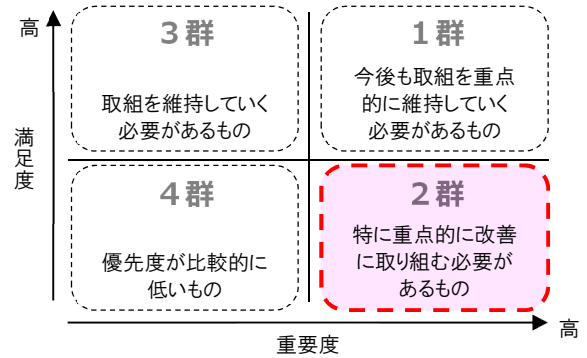 高
満足度
3群
取組を維持していく
必要があるもの
1群
今後も取組を重点
的に維持していく
必要があるもの
4群
優先度が比較的に
低いもの
2群
特に重点的に改善
に取り組む必要が
あるもの
重要度
高